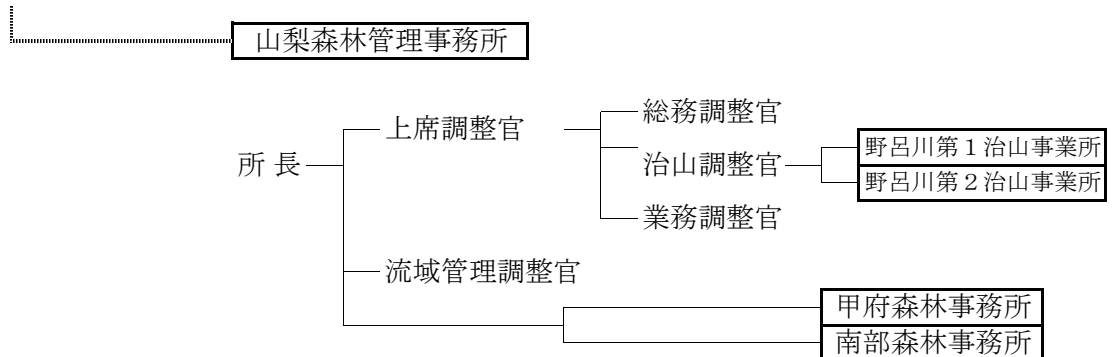 山梨森林管理事務所
総務調整官
上席調整官
野呂川第１治山事業所
所 長
治山調整官
野呂川第２治山事業所
業務調整官
流域管理調整官
甲府森林事務所
南部森林事務所